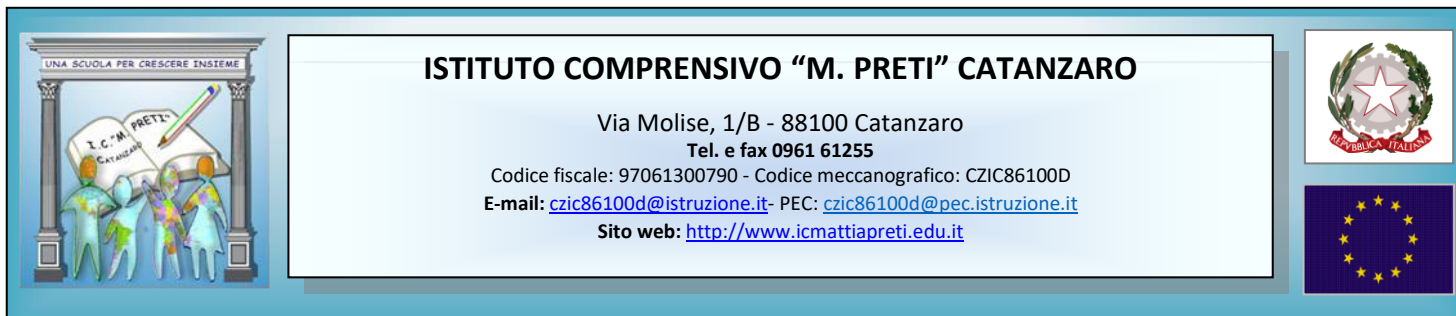 UNA SCUOLA PER CRESCERE INSIEME
I.C. "M. PRETI"
CATANZARO
ISTITUTO COMPRENSIVO “M. PRETI” CATANZARO
Via Molise, 1/B - 88100 Catanzaro
Tel. e fax 0961 61255
Codice fiscale: 97061300790 - Codice meccanografico: CZIC86100D
E-mail: czic86100d@istruzione.it- PEC: czic86100d@pec.istruzione.it
Sito web: http://www.icmattiapreti.edu.it
REPVBBLICA ITALIANA